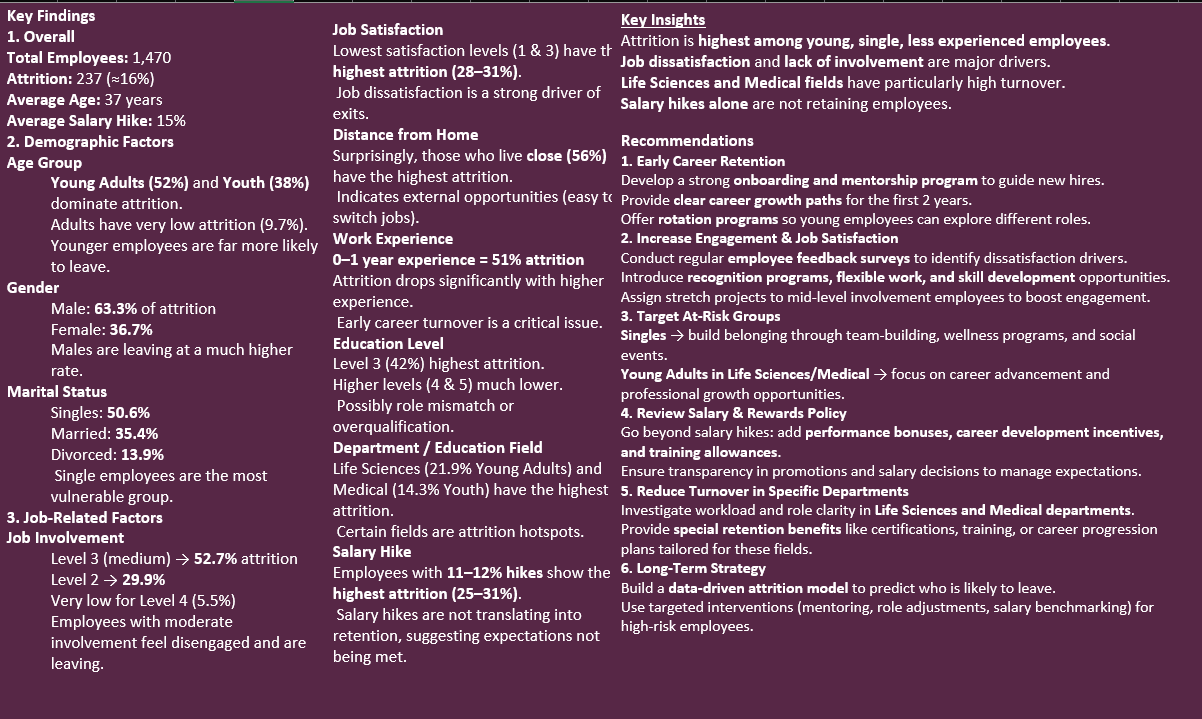 Key Findings
1. Overall
Total Employees: 1,470
Attrition: 237 (≈16%)
Average Age: 37 years
Average Salary Hike: 15%
2. Demographic Factors
Age Group
Young Adults (52%) and Youth (38%)
dominate attrition.
Adults have very low attrition (9.7%).
Younger employees are far more likely
to leave.
Gender
Male: 63.3% of attrition
Female: 36.7%
Males are leaving at a much higher
rate.
Marital Status
Singles: 50.6%
Married: 35.4%
Divorced: 13.9%
Single employees are the most
vulnerable group.
3. Job-Related Factors
Job Involvement
Level 3 (medium) → 52.7% attrition
Level 2 → 29.9%
Very low for Level 4 (5.5%)
Employees with moderate
involvement feel disengaged and are
leaving.
Job Satisfaction
Lowest satisfaction levels (1 & 3) have
highest attrition (28–31%).
Job dissatisfaction is a strong driver of
exits.
Distance from Home
Surprisingly, those who live close (56%)
have the highest attrition.
Indicates external opportunities (easy to
switch jobs).
Work Experience
0–1 year experience = 51% attrition
Attrition drops significantly with higher
experience.
Early career turnover is a critical issue.
Education Level
Level 3 (42%) highest attrition.
Higher levels (4 & 5) much lower.
Possibly role mismatch or
overqualification.
Department / Education Field
Life Sciences (21.9% Young Adults) and
Medical (14.3% Youth) have the highest
attrition.
Certain fields are attrition hotspots.
Salary Hike
Employees with 11–12% hikes show the
highest attrition (25–31%).
Salary hikes are not translating into
retention, suggesting expectations not
being met.
Key Insights
Attrition is highest among young, single, less experienced employees.
Job dissatisfaction and lack of involvement are major drivers.
Life Sciences and Medical fields have particularly high turnover.
Salary hikes alone are not retaining employees.
Recommendations
1. Early Career Retention
Develop a strong onboarding and mentorship program to guide new hires.
Provide clear career growth paths for the first 2 years.
Offer rotation programs so young employees can explore different roles.
2. Increase Engagement & Job Satisfaction
Conduct regular employee feedback surveys to identify dissatisfaction drivers.
Introduce recognition programs, flexible work, and skill development opportunities.
Assign stretch projects to mid-level involvement employees to boost engagement.
3. Target At-Risk Groups
Singles → build belonging through team-building, wellness programs, and social
events.
Young Adults in Life Sciences/Medical → focus on career advancement and
professional growth opportunities.
4. Review Salary & Rewards Policy
Go beyond salary hikes: add performance bonuses, career development incentives,
and training allowances.
Ensure transparency in promotions and salary decisions to manage expectations.
5. Reduce Turnover in Specific Departments
Investigate workload and role clarity in Life Sciences and Medical departments.
Provide special retention benefits like certifications, training, or career progression
plans tailored for these fields.
6. Long-Term Strategy
Build a data-driven attrition model to predict who is likely to leave.
Use targeted interventions (mentoring, role adjustments, salary benchmarking) for
high-risk employees.